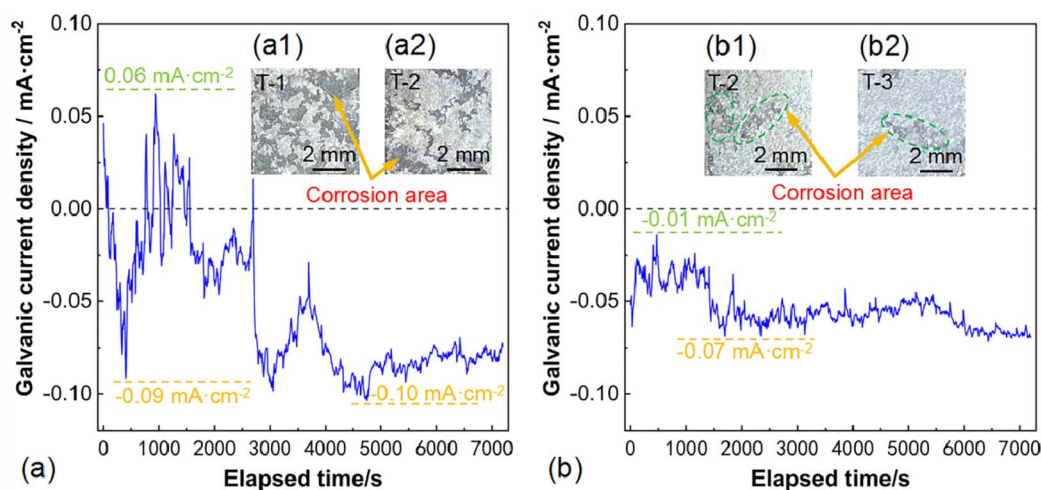 (a1)
(a2)
T-1
T-2
2 mm
2 mm
Corrosion area
0.06 mA·cm-2
-0.09 mA·cm-2
-0.10 mA·cm-2
0.10
0.05
0.00
-0.05
-0.10
Galvanic current density / mA·cm-2
0 1000 2000 3000 4000 5000 6000 7000
Elapsed time/s
(a)
(b1)
(b2)
T-2
T-3
2 mm
2 mm
Corrosion area
-0.01 mA·cm-2
-0.07 mA·cm-2
0.10
0.05
0.00
-0.05
-0.10
Galvanic current density / mA·cm-2
0 1000 2000 3000 4000 5000 6000 7000
Elapsed time/s
(b)